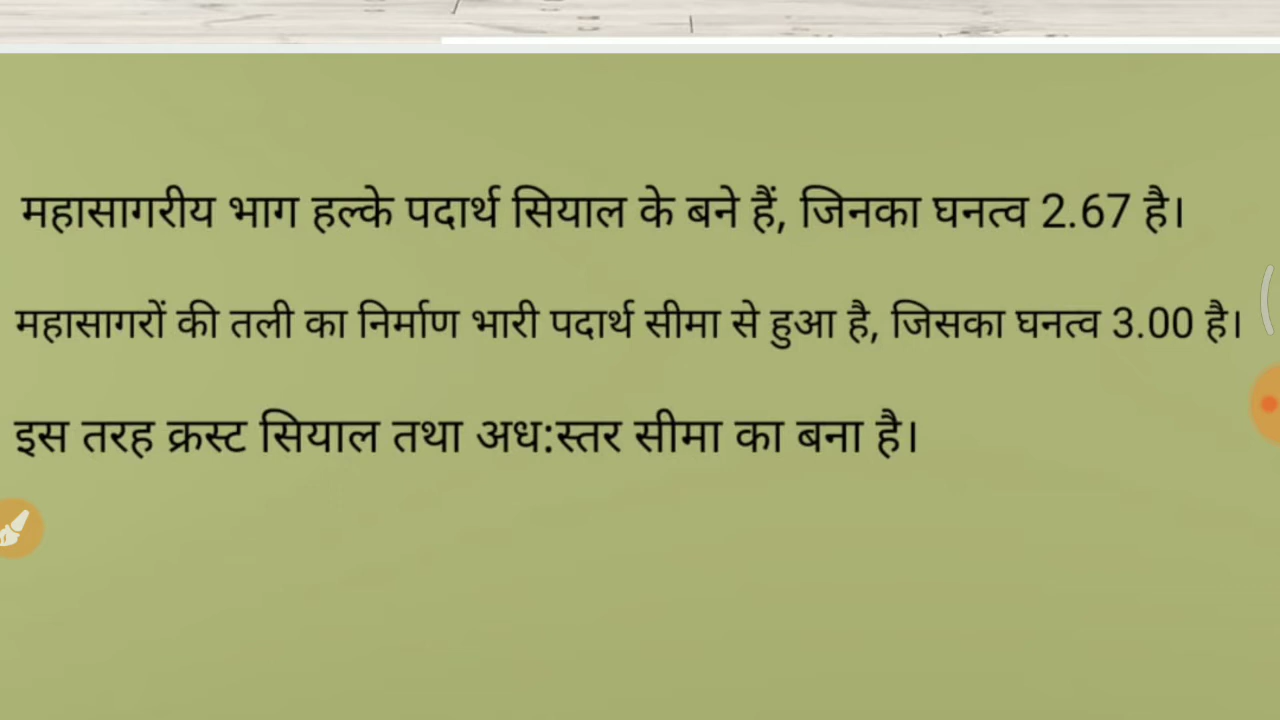 महासागरीय भाग हल्के पदार्थ सियाल के बने हैं, जिनका घनत्व 2.67 है।
महासागरों की तली का निर्माण भारी पदार्थ सीमा से हुआ है, जिसका घनत्व 3.00 है।
इस तरह क्रस्ट सियाल तथा अध:स्तर सीमा का बना है।